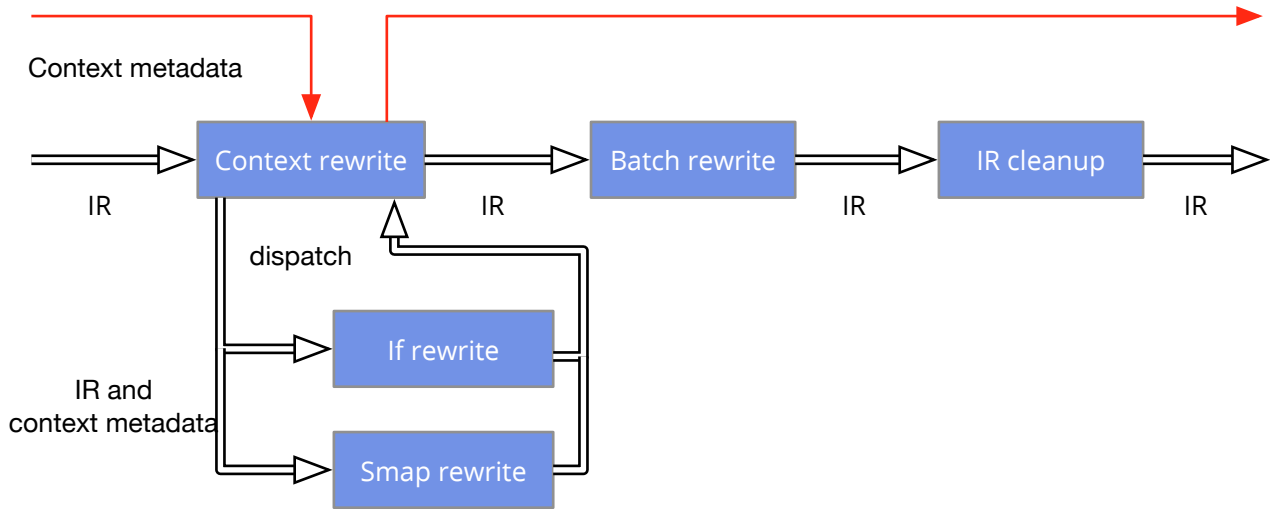 Context metadata
Context rewrite
Batch rewrite
IR cleanup
IR
IR
IR
IR
dispatch
If rewrite
IR and
context metadata
Smap rewrite